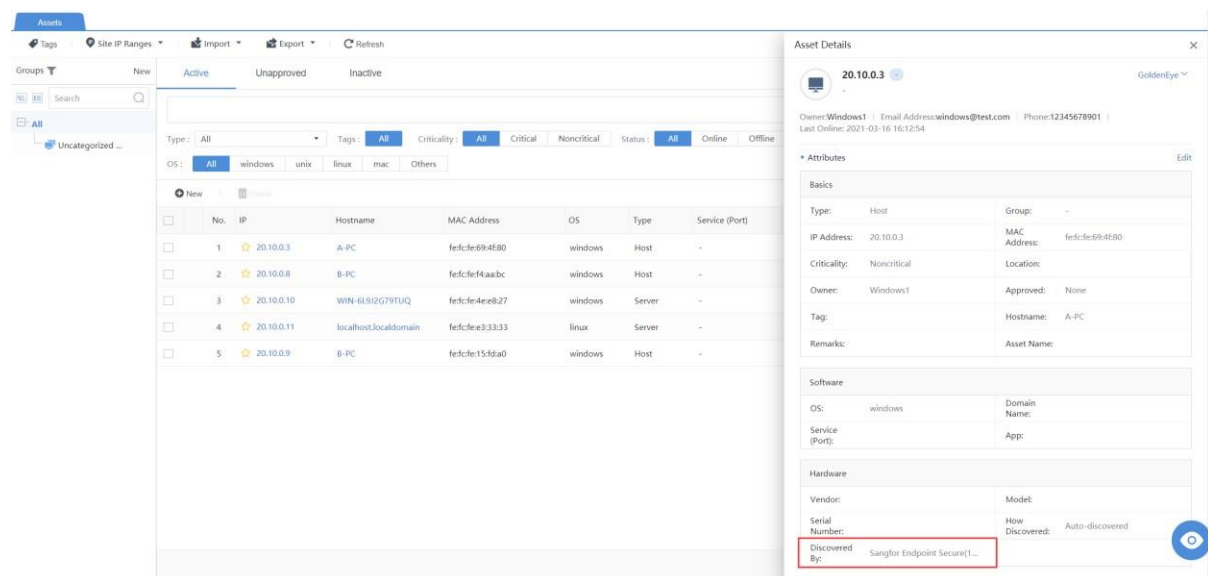 Assets
Tags Site IP Ranges Import Export Refresh
Groups New
Search
All
Uncategorized ...
Active Unapproved Inactive
Type : All Tags : All Criticality : All Critical Noncritical Status : All Online Offline
OS : All windows unix linux mac Others
New Delete
No. IP Hostname MAC Address OS Type Service (Port)
1 20.10.0.3 A-PC fe:fc:fe:69:4f:80 windows Host -
2 20.10.0.8 B-PC fe:fc:fe:f4:aa:bc windows Host -
3 20.10.0.10 WIN-6L9J2G79TUQ fe:fc:fe:4e:e8:27 windows Server -
4 20.10.0.11 localhost.localdomain fe:fc:fe:e3:33:33 linux Server -
5 20.10.0.9 B-PC fe:fc:fe:15:fd:a0 windows Host -
Asset Details
20.10.0.3 GoldenEye
-
Owner:Windows1 | Email Address:windows@test.com | Phone:12345678901 |
Last Online: 2021-03-16 16:12:54
Attributes Edit
Basics
Type: Host Group: -
IP Address: 20.10.0.3 MAC Address: fe:fc:fe:69:4f:80
Criticality: Noncritical Location:
Owner: Windows1 Approved: None
Tag: Hostname: A-PC
Remarks: Asset Name:
Software
OS: windows Domain Name:
Service (Port): App:
Hardware
Vendor: Model:
Serial Number: How Discovered: Auto-discovered
Discovered By: Sangfor Endpoint Secure(1...